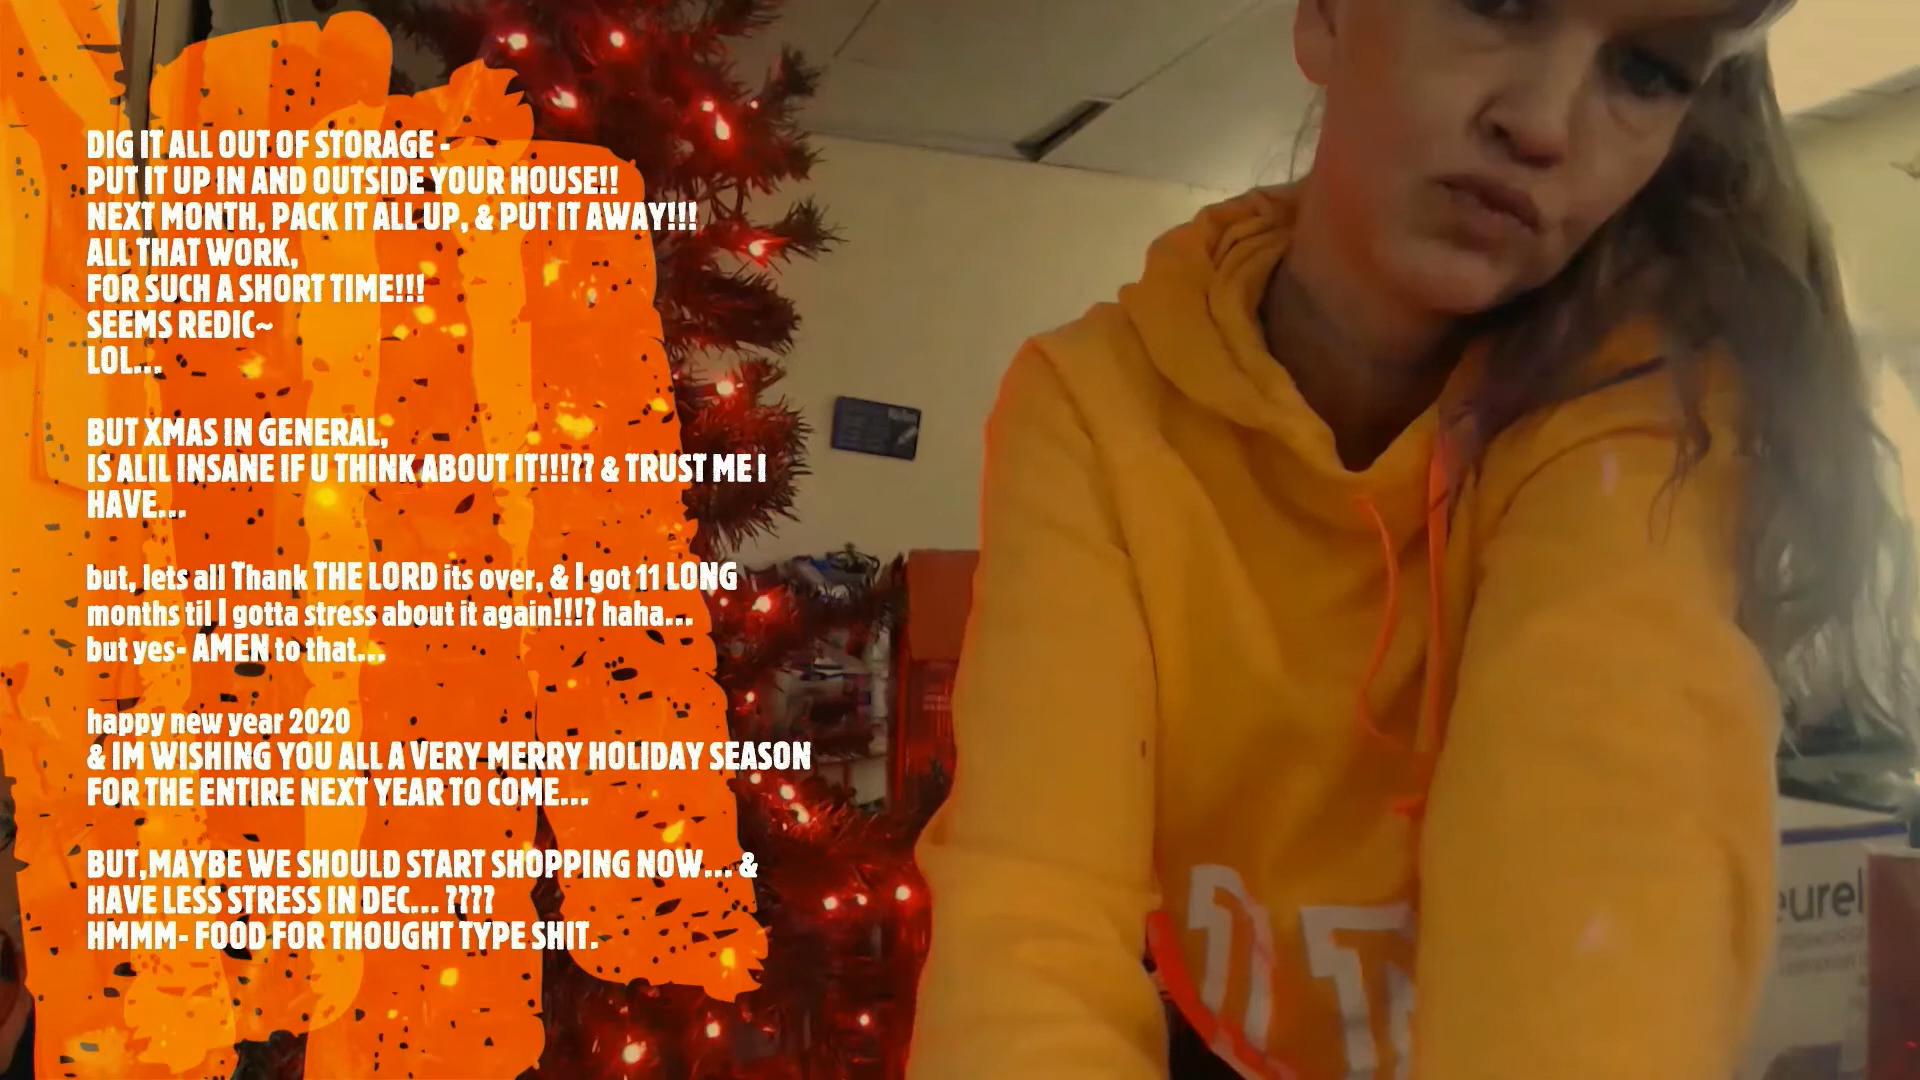 DIG IT ALL OUT OF STORAGE -
PUT IT UP IN AND OUTSIDE YOUR HOUSE!!
NEXT MONTH, PACK IT ALL UP, & PUT IT AWAY!!!
ALL THAT WORK,
FOR SUCH A SHORT TIME!!!
SEEMS REDIC~
LOL...
BUT XMAS IN GENERAL,
IS ALIL INSANE IF U THINK ABOUT IT!!!?? & TRUST ME I
HAVE...
but, lets all Thank THE LORD its over, & I got 11 LONG
months til I gotta stress about it again!!!? haha...
but yes- AMEN to that...
happy new year 2020
& IM WISHING YOU ALL A VERY MERRY HOLIDAY SEASON
FOR THE ENTIRE NEXT YEAR TO COME...
BUT,MAYBE WE SHOULD START SHOPPING NOW... &
HAVE LESS STRESS IN DEC... ????
HMMM- FOOD FOR THOUGHT TYPE SHIT.